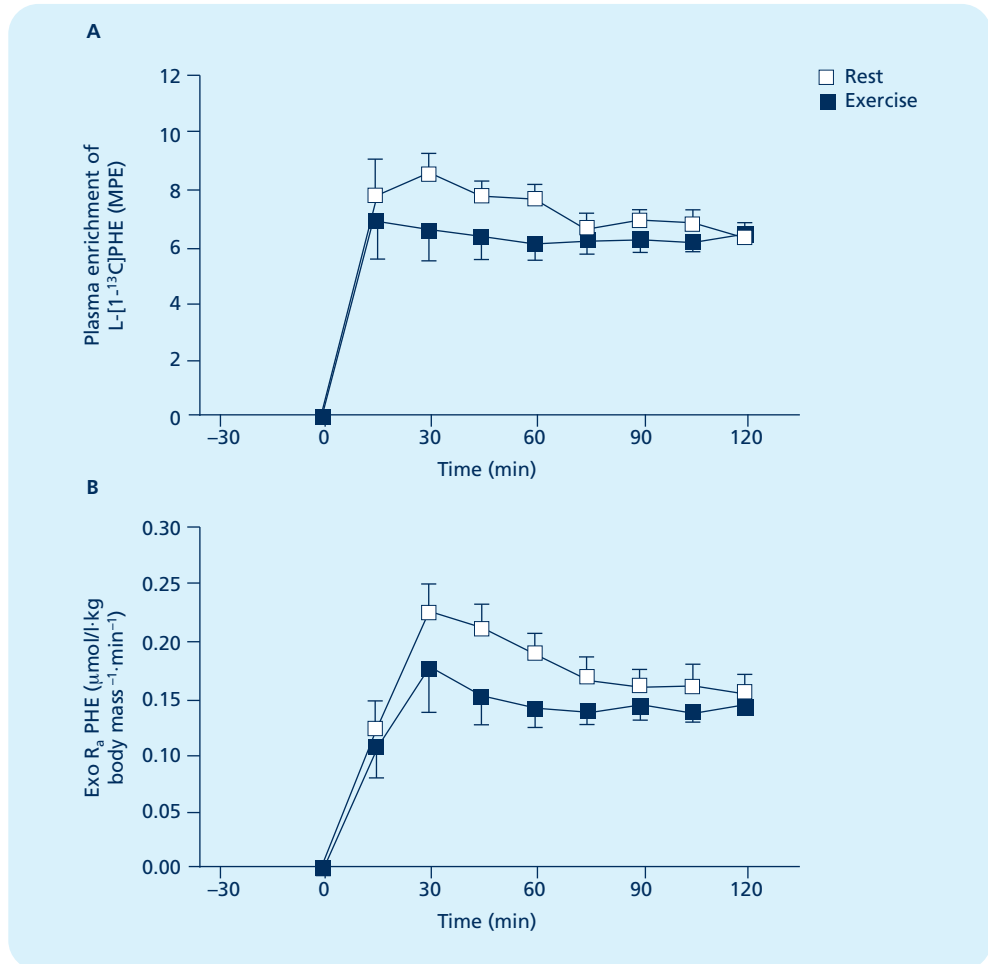 A
Rest
Exercise
12
10
8
6
4
2
0
Plasma enrichment of
L-[1-¹³C]PHE (MPE)
−30 0 30 60 90 120
Time (min)
B
0.30
0.25
0.20
0.15
0.10
0.05
0.00
Exo Rₐ PHE (μmol/l·kg
body mass⁻¹·min⁻¹)
−30 0 30 60 90 120
Time (min)